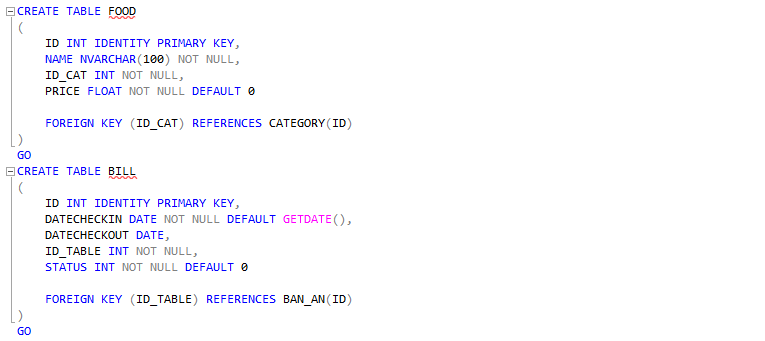 CREATE TABLE FOOD
(
ID INT IDENTITY PRIMARY KEY,
NAME NVARCHAR(100) NOT NULL,
ID_CAT INT NOT NULL,
PRICE FLOAT NOT NULL DEFAULT 0
FOREIGN KEY (ID_CAT) REFERENCES CATEGORY(ID)
)
GO
CREATE TABLE BILL
(
ID INT IDENTITY PRIMARY KEY,
DATECHECKIN DATE NOT NULL DEFAULT GETDATE(),
DATECHECKOUT DATE,
ID_TABLE INT NOT NULL,
STATUS INT NOT NULL DEFAULT 0
FOREIGN KEY (ID_TABLE) REFERENCES BAN_AN(ID)
)
GO